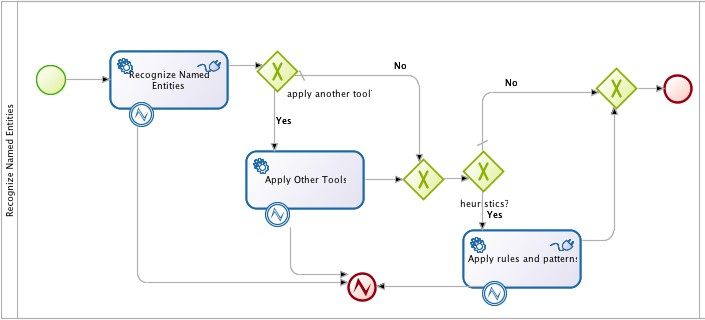 Recognize Named Entities
Recognize Named
Entities
No
apply another tool
Yes
No
Apply Other Tools
heuristics?
Yes
Apply rules and patterns